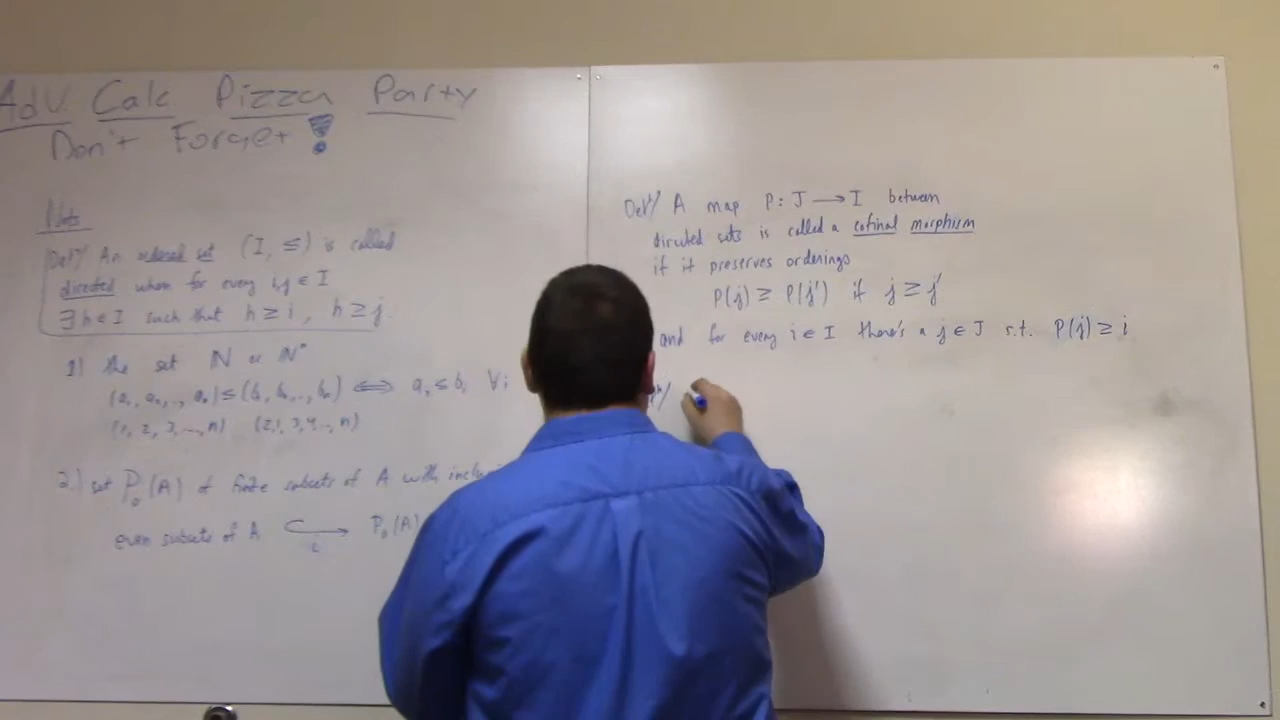 Adv. Calc Pizza Party
Don't Forget!
Nets
Defn/ An ordered set (I, ≤) is called
directed when for every i,j ∈ I
∃ h ∈ I such that h ≥ i, h ≥ j
1) the set ℕ or ℕⁿ
(a₁, a₂, .., aₙ) ≤ (b₁, b₂, .., bₙ) ⟺ aᵢ ≤ bᵢ ∀i
(1, 2, 3, ..., n) (2, 1, 3, 4, .., n)
2.) set P₀(A) of finite subsets of A with
even subsets of A ↪ P₀(A)
i
Defn/ A map P: J ⟶ I between
directed sets is called a cofinal morphism
if it preserves orderings
P(j) ≥ P(j') if j ≥ j'
and for every i ∈ I there's a j ∈ J s.t. P(j) ≥ i